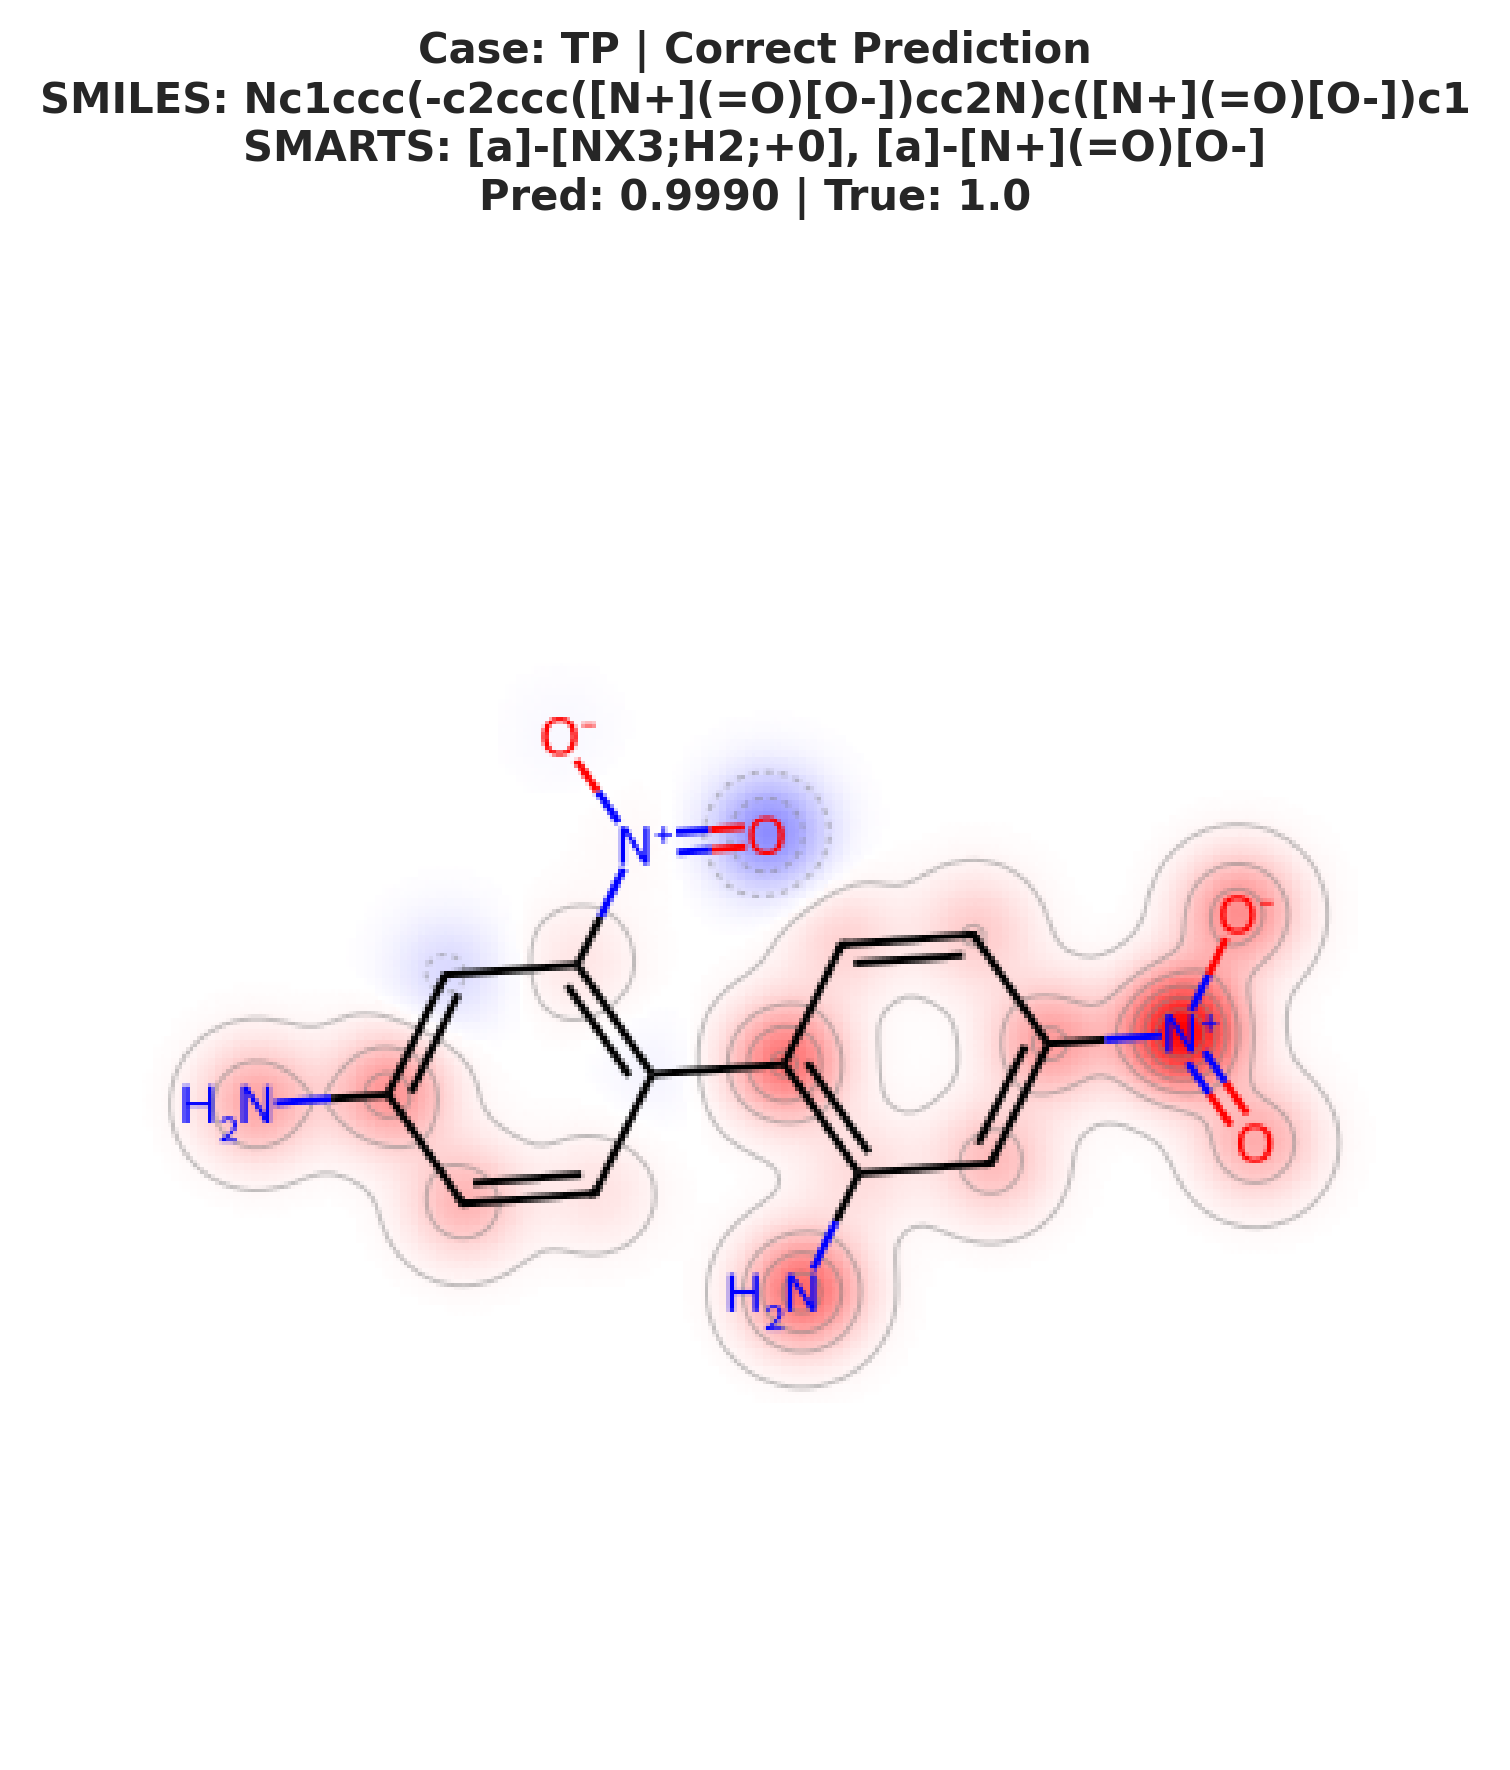 Case: TP | Correct Prediction
SMILES: Nc1ccc(-c2ccc([N+](=O)[O-])cc2N)c([N+](=O)[O-])c1
SMARTS: [a]-[NX3;H2;+0], [a]-[N+](=O)[O-]
Pred: 0.9990 | True: 1.0
O⁻
N⁺
O
O⁻
N⁺
H₂N
O
H₂N